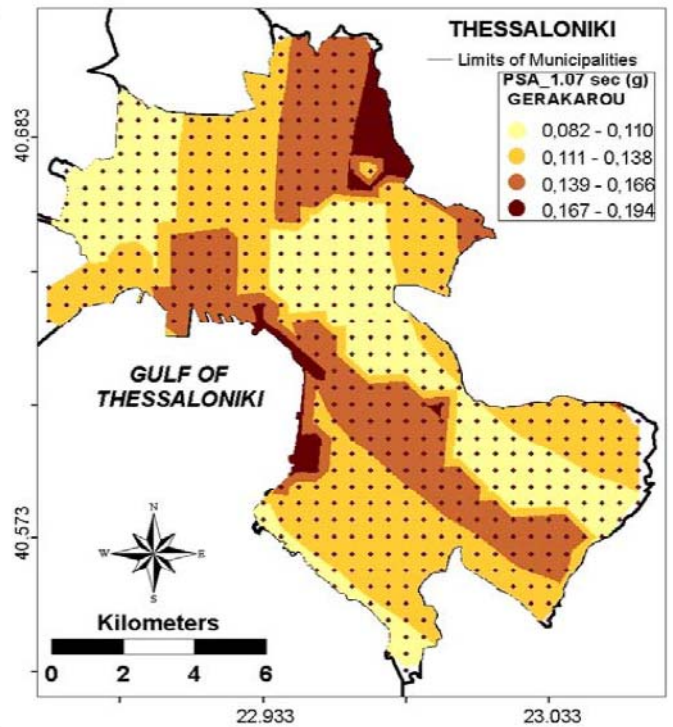 THESSALONIKI
Limits of Municipalities
PSA_1.07 sec (g)
GERAKAROU
0,082 - 0,110
0,111 - 0,138
0,139 - 0,166
0,167 - 0,194
40.683
GULF OF
THESSALONIKI
40.573
N
W E
S
Kilometers
0 2 4 6
22.933 23.033